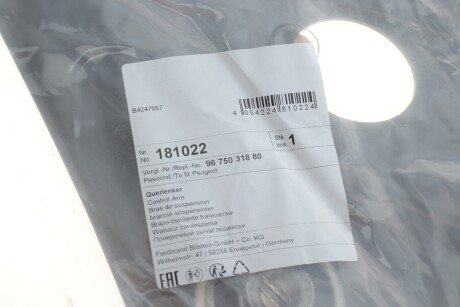 B4247657
4 054224 810224
Nr.
No. 181022
Stk.
pcs. 1
Vergl.-Nr./Repl.-No. 96 750 318 80
Passend/To fit Peugeot
Querlenker
Control Arm
Bras de suspension
braccio sospensione
Brazo oscilante transversal
Wahacz zawieszenia
Поперечный рычаг подвески
Ferdinand Bilstein GmbH + Co. KG
Wilhelmstr. 47 | 58256 Ennepetal | Germany
EAC